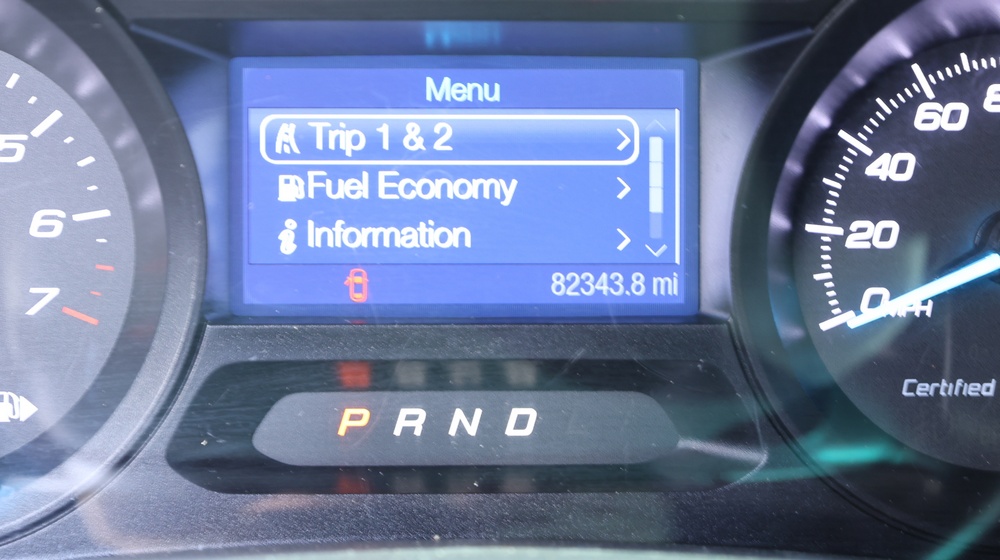 Menu
Trip 1 & 2
Fuel Economy
Information
82343.8 mi
P R N D
5
6
7
60
40
20
0
MPH
Certified